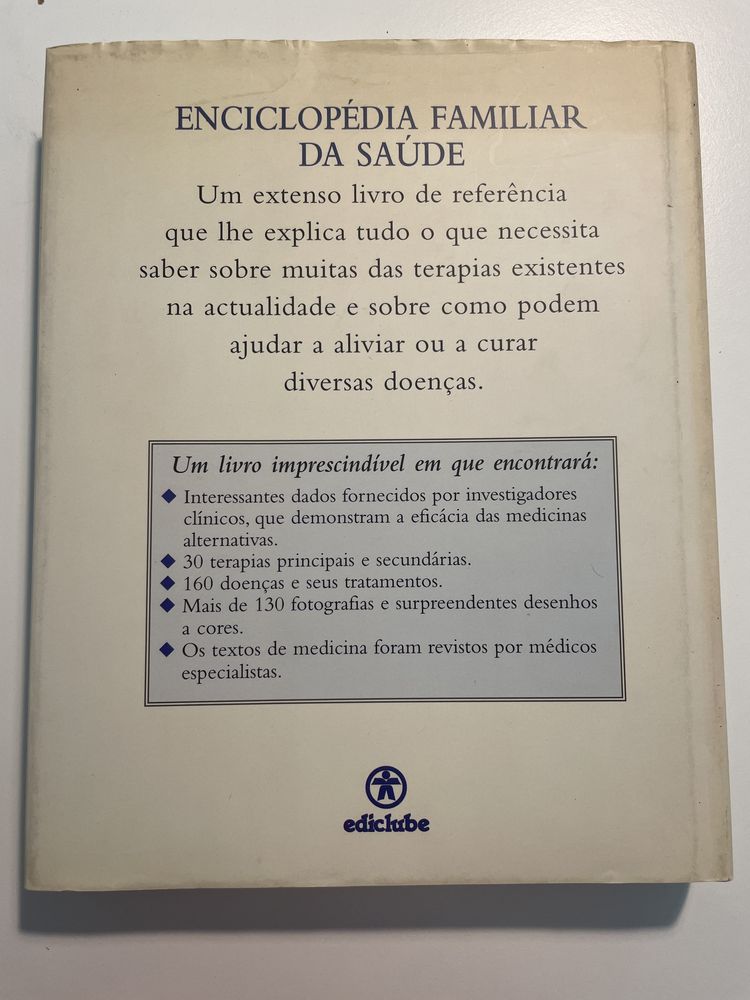 ENCICLOPÉDIA FAMILIAR
DA SAÚDE
Um extenso livro de referência
que lhe explica tudo o que necessita
saber sobre muitas das terapias existentes
na actualidade e sobre como podem
ajudar a aliviar ou a curar
diversas doenças.
Um livro imprescindível em que encontrará:
◆ Interessantes dados fornecidos por investigadores
clínicos, que demonstram a eficácia das medicinas
alternativas.
◆ 30 terapias principais e secundárias.
◆ 160 doenças e seus tratamentos.
◆ Mais de 130 fotografias e surpreendentes desenhos
a cores.
◆ Os textos de medicina foram revistos por médicos
especialistas.
ediclube